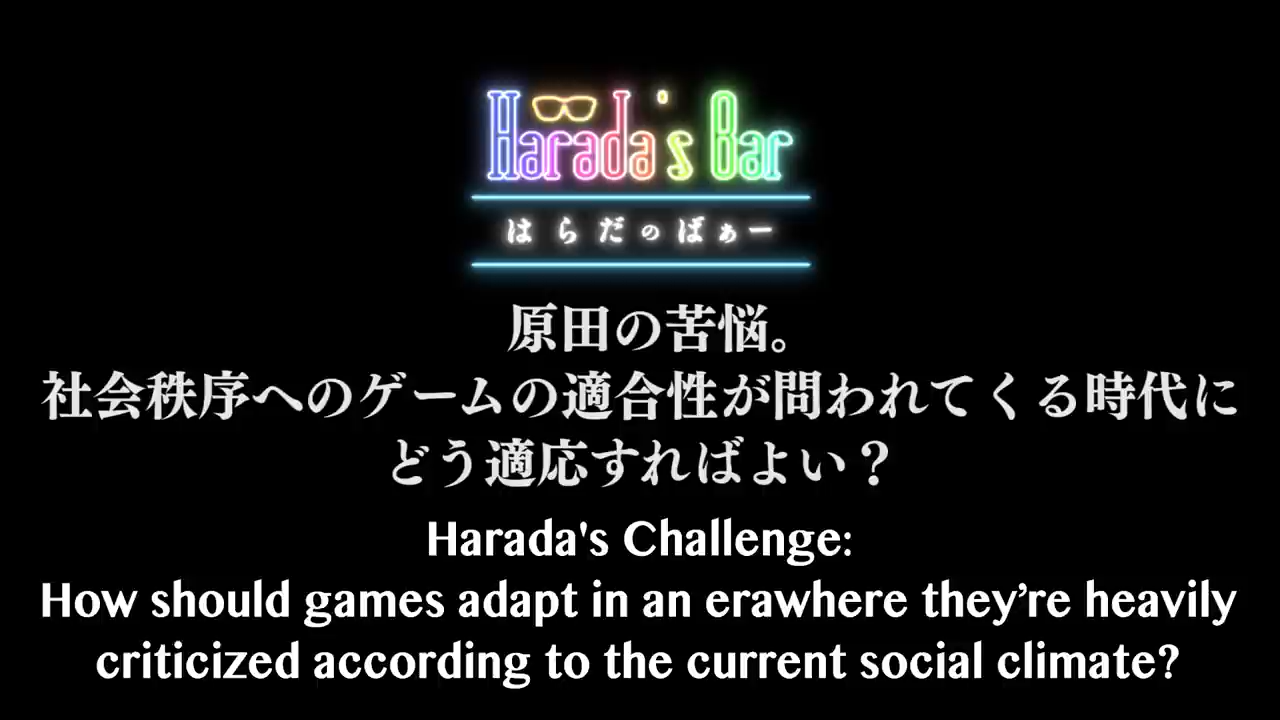 Harada's Bar
はらだのばぁー
原田の苦悩。
社会秩序へのゲームの適合性が問われてくる時代に
どう適応すればよい？
Harada's Challenge:
How should games adapt in an erawhere they’re heavily
criticized according to the current social climate?